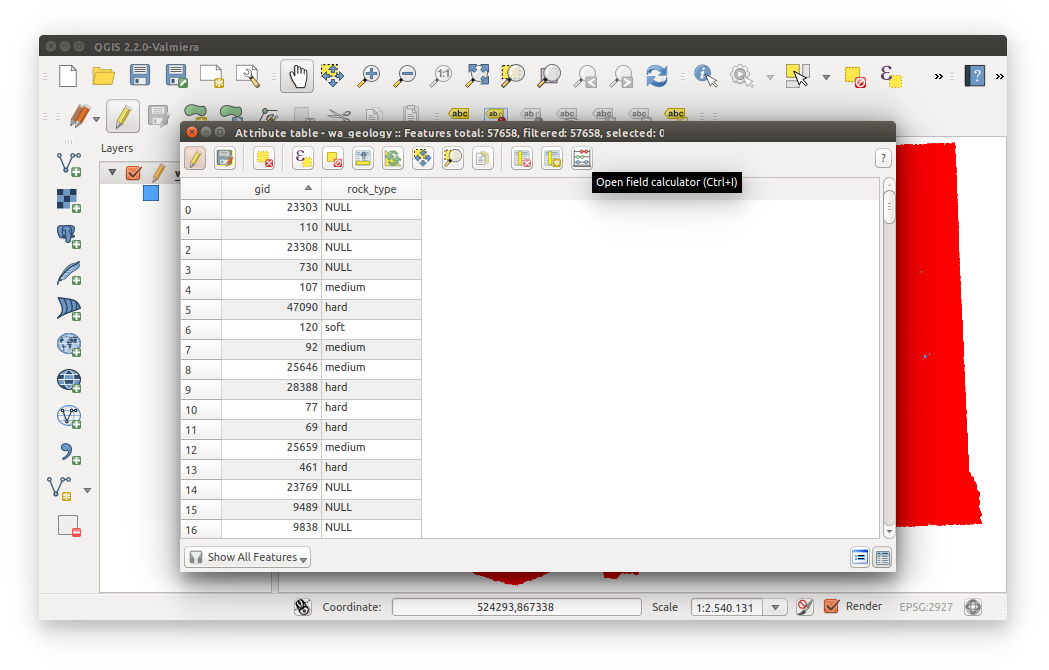 QGIS 2.2.0-Valmiera
1:1
abc
abc
Layers
w
Attribute table - wa_geology :: Features total: 57658, filtered: 57658, selected: 0
?
Open field calculator (Ctrl+I)
gid rock_type
0 23303 NULL
1 110 NULL
2 23308 NULL
3 730 NULL
4 107 medium
5 47090 hard
6 120 soft
7 92 medium
8 25646 medium
9 28388 hard
10 77 hard
11 69 hard
12 25659 medium
13 461 hard
14 23769 NULL
15 9489 NULL
16 9838 NULL
Show All Features
Coordinate: 524293,867338 Scale 1:2.540.131 Render EPSG:2927